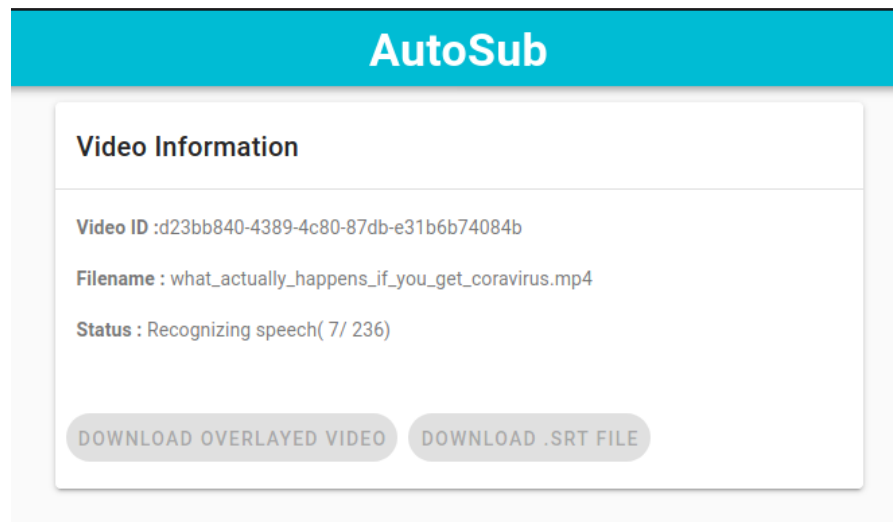 AutoSub
Video Information
Video ID :d23bb840-4389-4c80-87db-e31b6b74084b
Filename : what_actually_happens_if_you_get_coravirus.mp4
Status : Recognizing speech( 7/ 236)
DOWNLOAD OVERLAYED VIDEO DOWNLOAD .SRT FILE